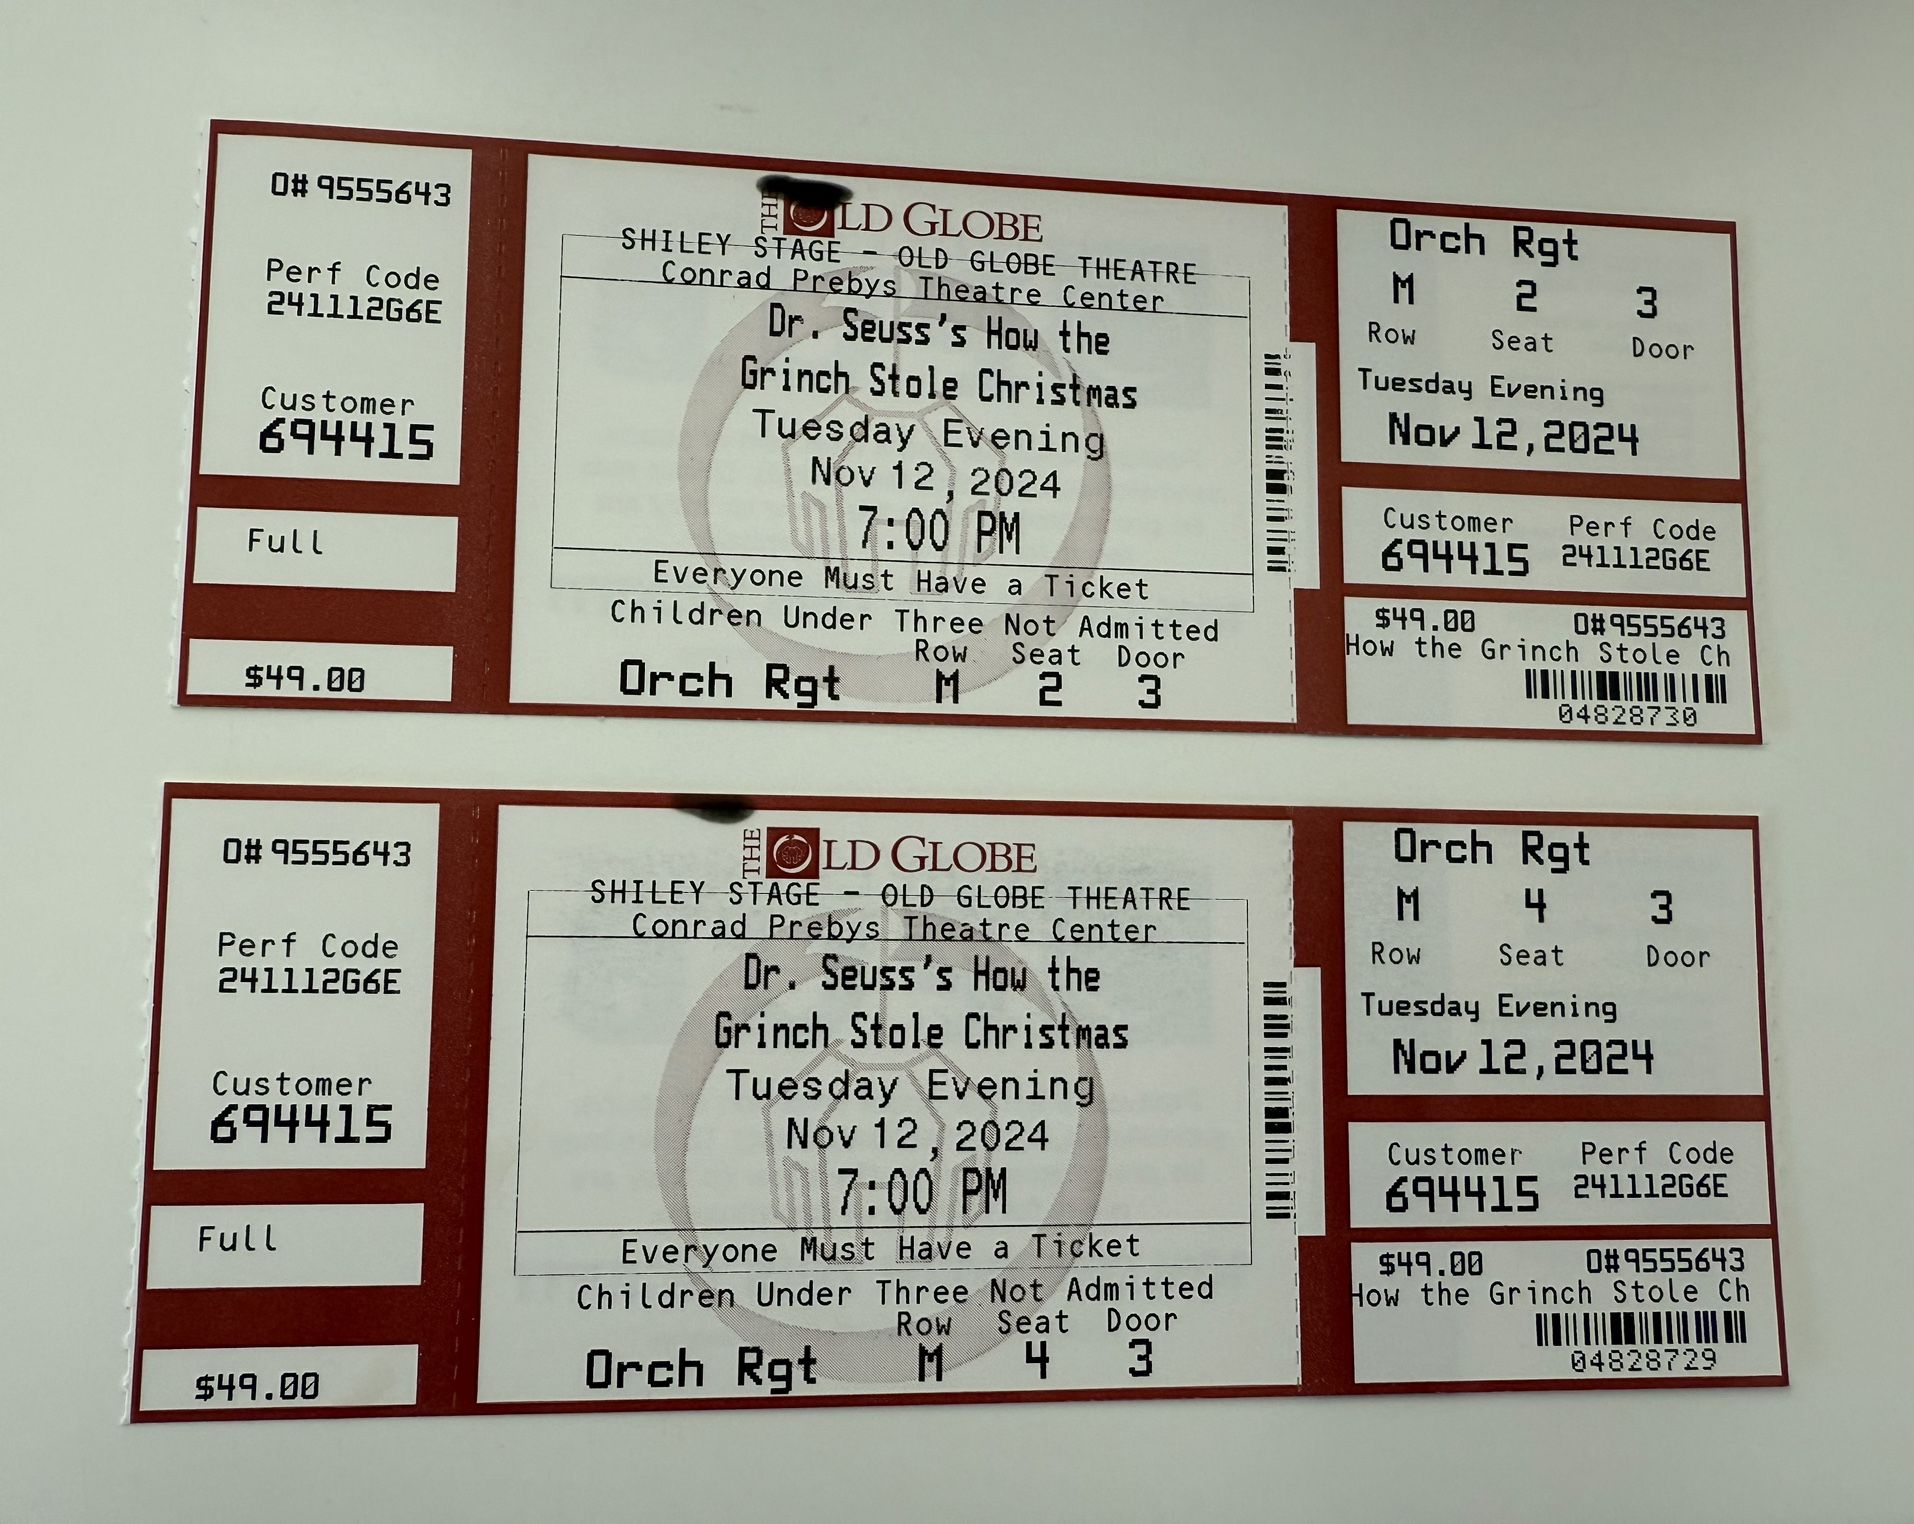 O# 9555643
Perf Code
241112G6E
Customer
694415
Full
$49.00
THE OLD GLOBE
SHILEY STAGE - OLD GLOBE THEATRE
Conrad Prebys Theatre Center
Dr. Seuss's How the
Grinch Stole Christmas
Tuesday Evening
Nov 12, 2024
7:00 PM
Everyone Must Have a Ticket
Children Under Three Not Admitted
Row Seat Door
Orch Rgt M 2 3
Orch Rgt
M 2 3
Row Seat Door
Tuesday Evening
Nov 12, 2024
Customer Perf Code
694415 241112G6E
$49.00 O#9555643
How the Grinch Stole Ch
04828730
O# 9555643
Perf Code
241112G6E
Customer
694415
Full
$49.00
THE OLD GLOBE
SHILEY STAGE - OLD GLOBE THEATRE
Conrad Prebys Theatre Center
Dr. Seuss's How the
Grinch Stole Christmas
Tuesday Evening
Nov 12, 2024
7:00 PM
Everyone Must Have a Ticket
Children Under Three Not Admitted
Row Seat Door
Orch Rgt M 4 3
Orch Rgt
M 4 3
Row Seat Door
Tuesday Evening
Nov 12, 2024
Customer Perf Code
694415 241112G6E
$49.00 O#9555643
How the Grinch Stole Ch
04828729